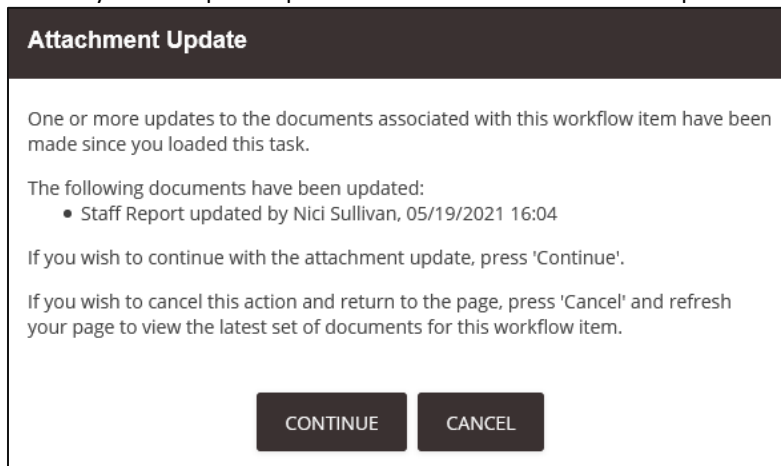 Attachment Update
One or more updates to the documents associated with this workflow item have been
made since you loaded this task.
The following documents have been updated:
• Staff Report updated by Nici Sullivan, 05/19/2021 16:04
If you wish to continue with the attachment update, press 'Continue'.
If you wish to cancel this action and return to the page, press 'Cancel' and refresh
your page to view the latest set of documents for this workflow item.
CONTINUE CANCEL